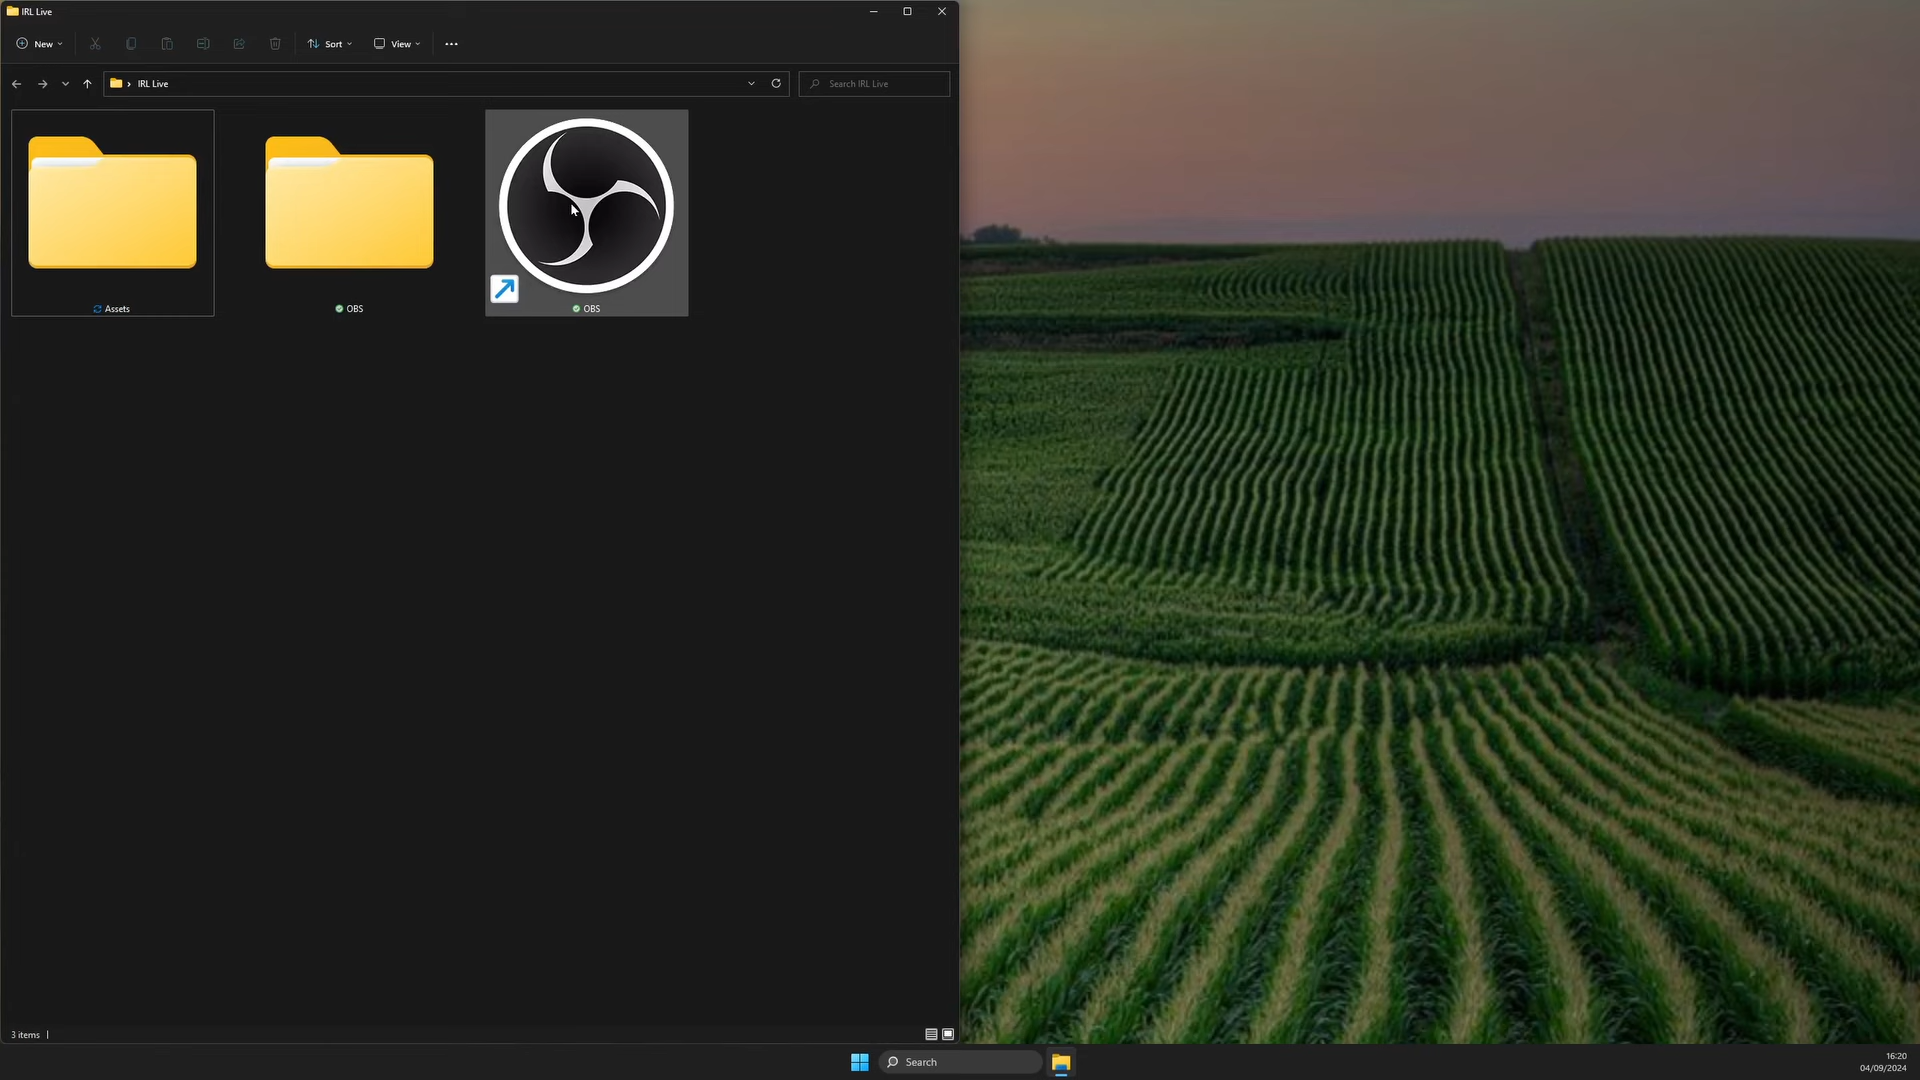 IRL Live
New
Sort
View
IRL Live
Search IRL Live
Assets
OBS
OBS
3 items
Search
16:20
04/09/2024